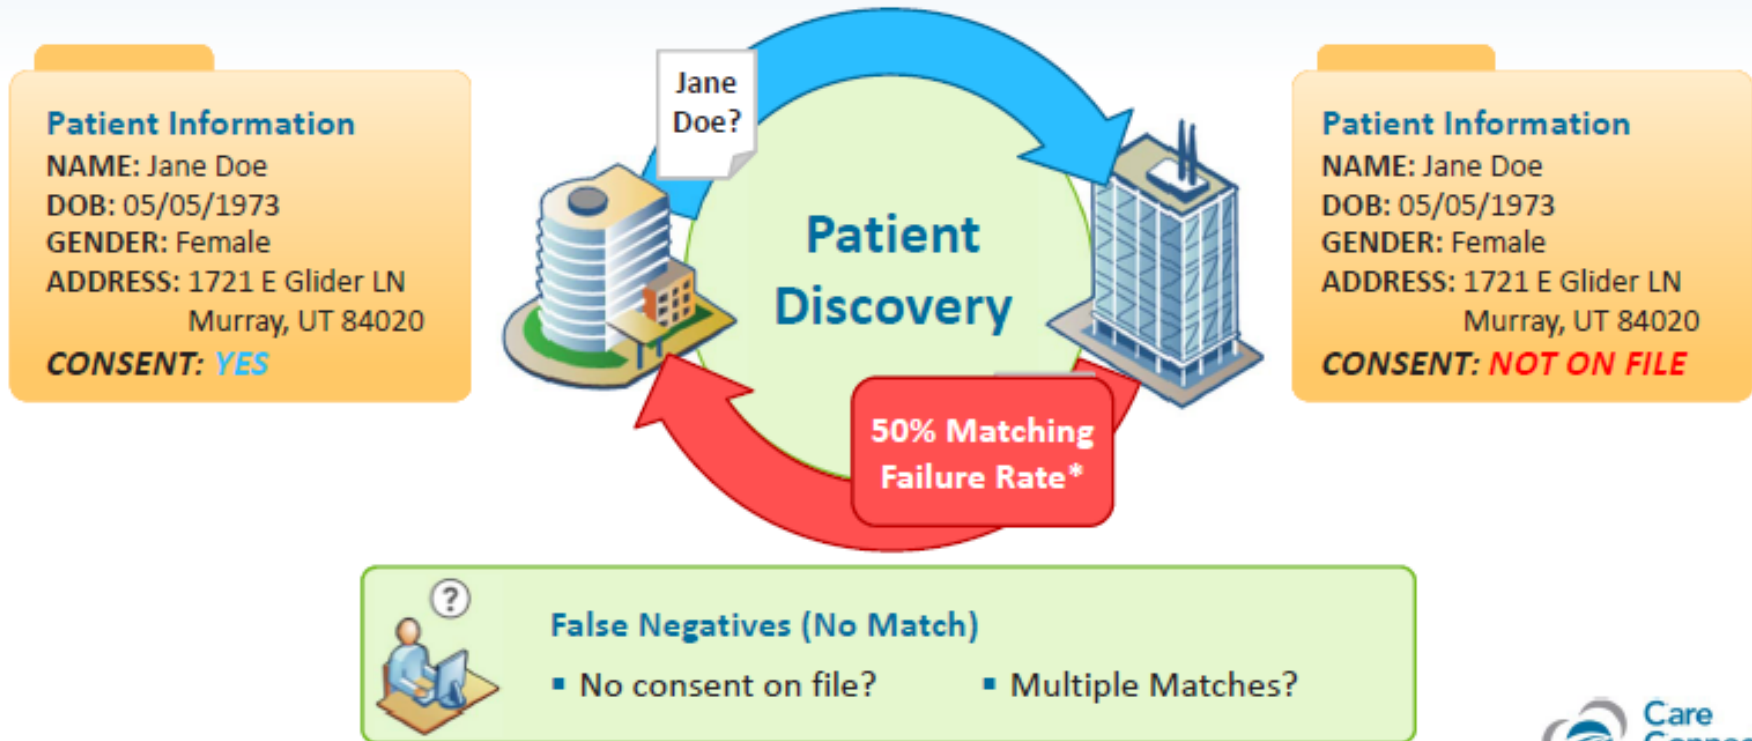 Patient Information
NAME: Jane Doe
DOB: 05/05/1973
GENDER: Female
ADDRESS: 1721 E Glider LN
Murray, UT 84020
CONSENT: YES
Jane
Doe?
Patient
Discovery
50% Matching
Failure Rate*
Patient Information
NAME: Jane Doe
DOB: 05/05/1973
GENDER: Female
ADDRESS: 1721 E Glider LN
Murray, UT 84020
CONSENT: NOT ON FILE
?
False Negatives (No Match)
▪ No consent on file?
▪ Multiple Matches?
Care